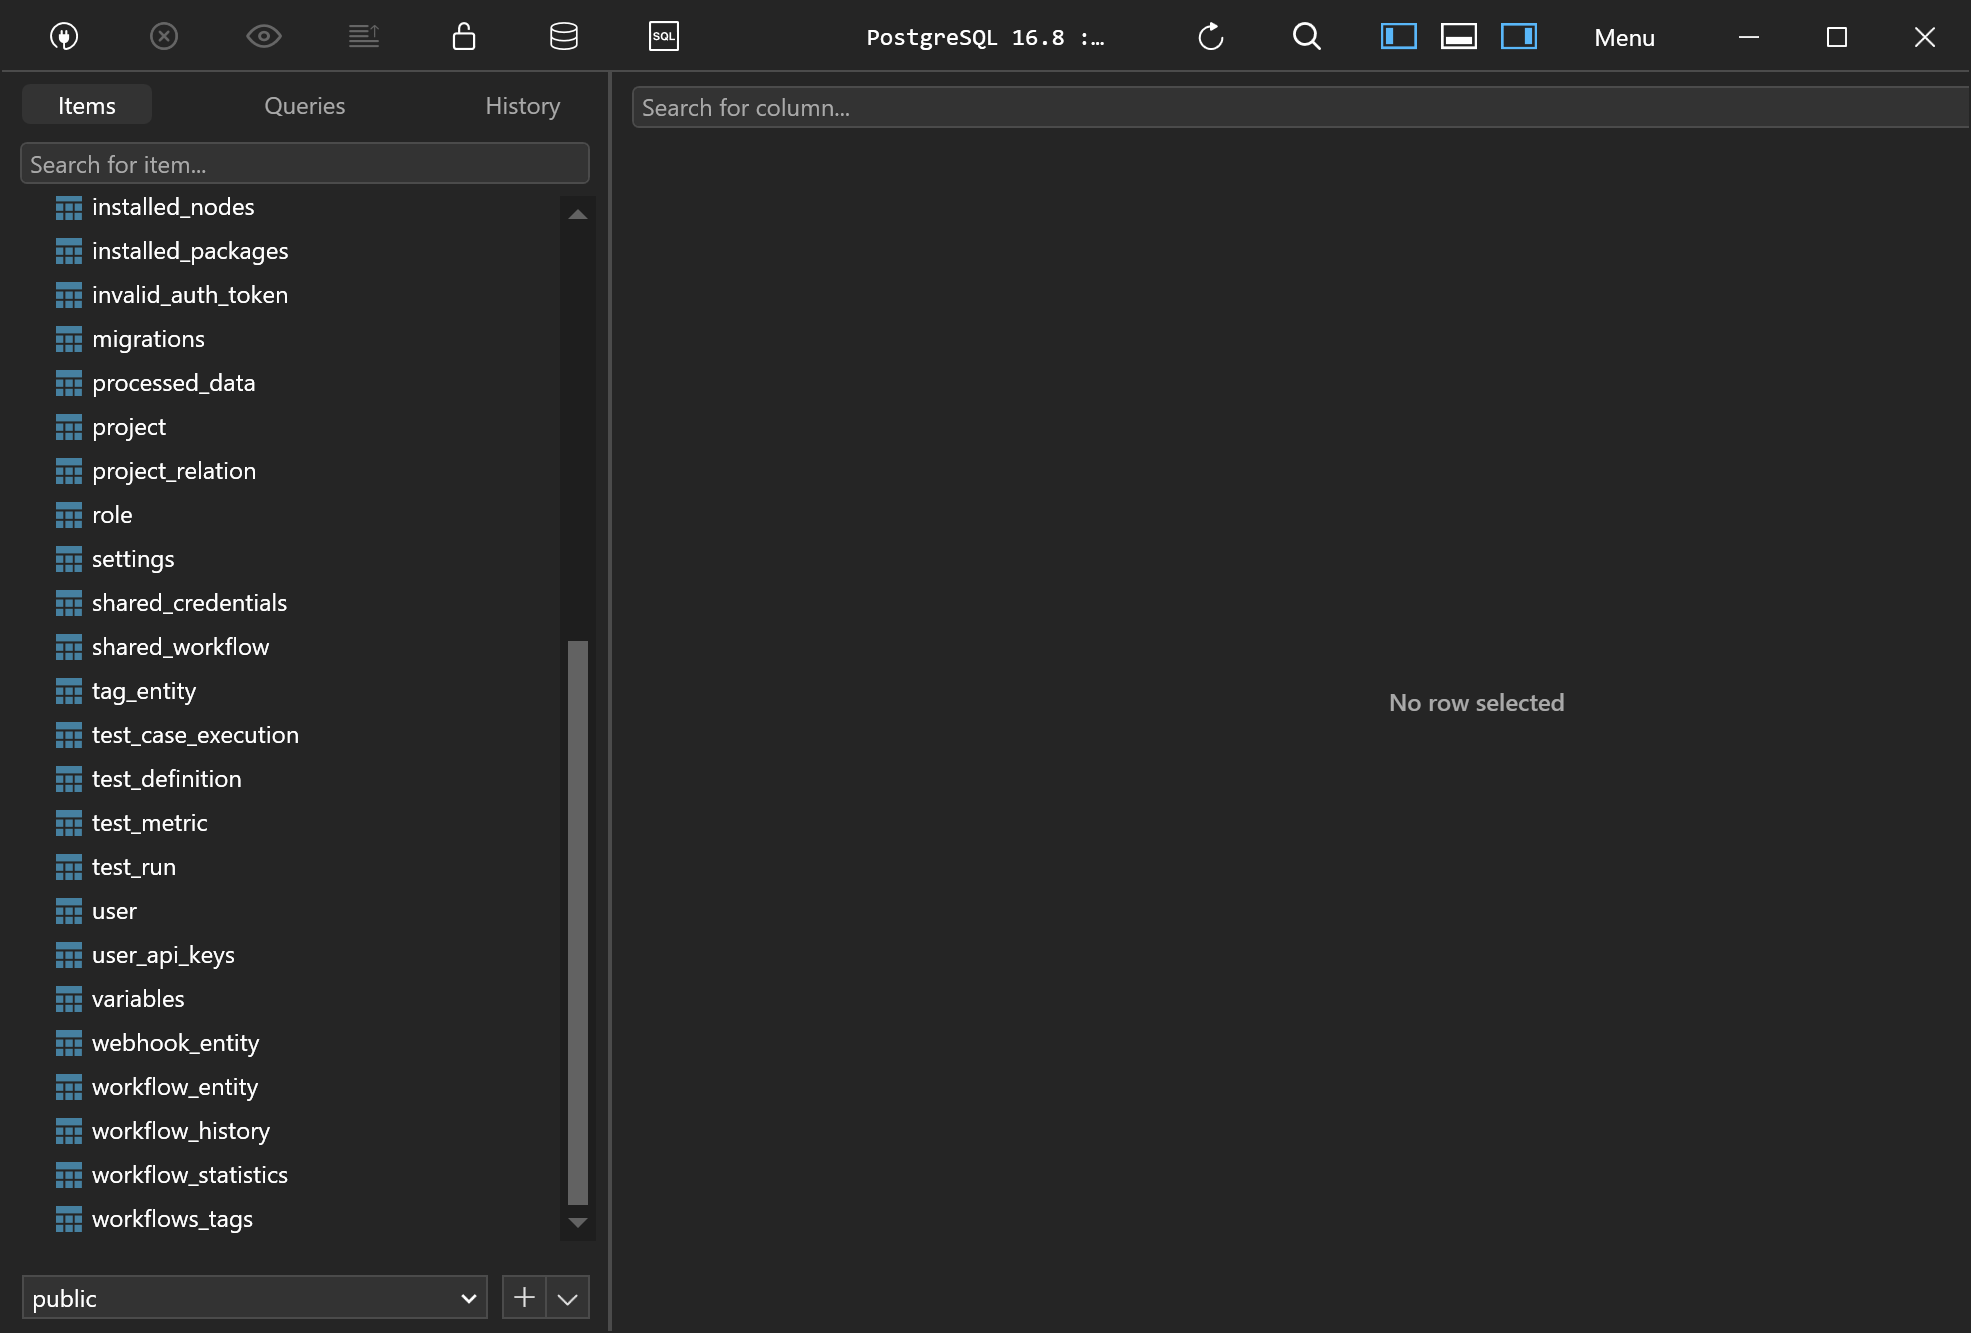 SQL
PostgreSQL 16.8 :…
Menu
Items
Queries
History
Search for item...
Search for column...
installed_nodes
installed_packages
invalid_auth_token
migrations
processed_data
project
project_relation
role
settings
shared_credentials
shared_workflow
tag_entity
No row selected
test_case_execution
test_definition
test_metric
test_run
user
user_api_keys
variables
webhook_entity
workflow_entity
workflow_history
workflow_statistics
workflows_tags
public